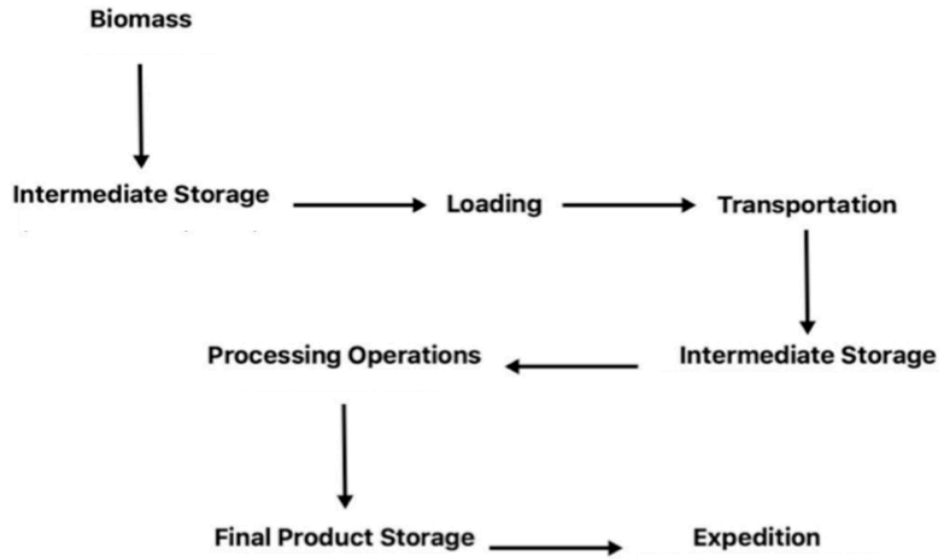 Biomass
Intermediate Storage
Loading
Transportation
Processing Operations
Intermediate Storage
Final Product Storage
Expedition